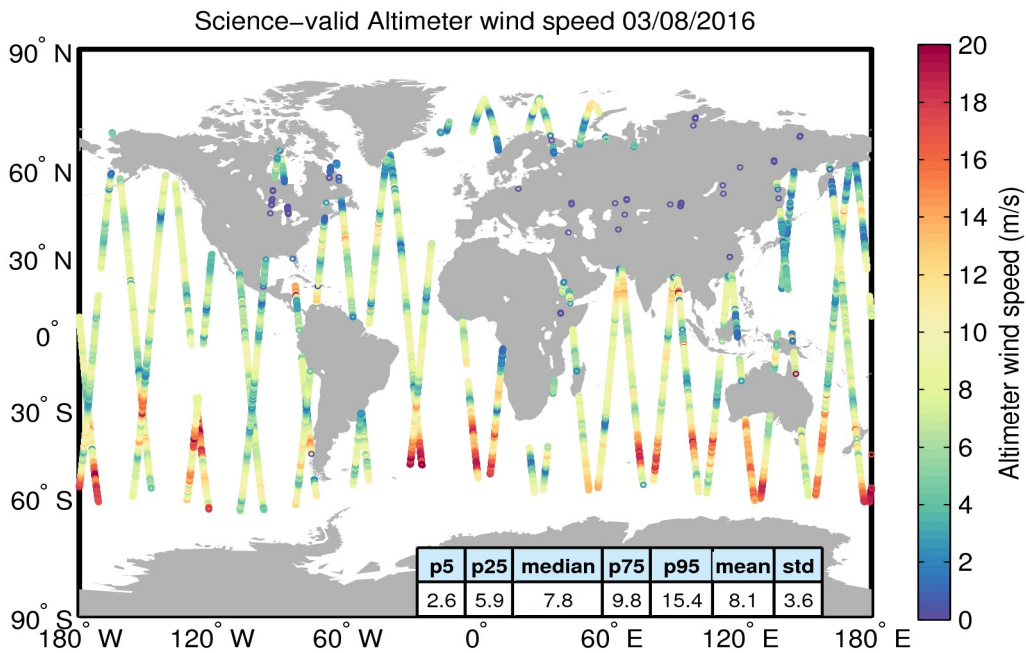 Science−valid Altimeter wind speed 03/08/2016
90° N
60° N
30° N
0°
30° S
60° S
90° S
180° W
120° W
60° W
0°
60° E
120° E
180° E
p5 p25 median p75 p95 mean std
2.6 5.9 7.8 9.8 15.4 8.1 3.6
20
18
16
14
12
10
8
6
4
2
0
Altimeter wind speed (m/s)